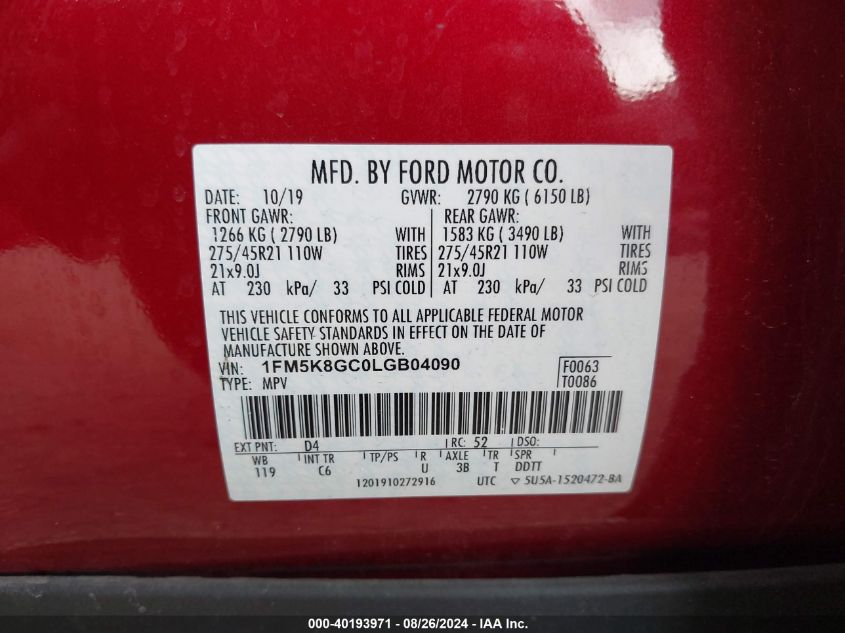 MFD. BY FORD MOTOR CO.
DATE: 10/19 GVWR: 2790 KG ( 6150 LB)
FRONT GAWR: REAR GAWR:
1266 KG ( 2790 LB) WITH 1583 KG ( 3490 LB) WITH
275/45R21 110W TIRES 275/45R21 110W TIRES
21x9.0J RIMS 21x9.0J RIMS
AT 230 kPa/ 33 PSI COLD AT 230 kPa/ 33 PSI COLD
THIS VEHICLE CONFORMS TO ALL APPLICABLE FEDERAL MOTOR
VEHICLE SAFETY STANDARDS IN EFFECT ON THE DATE OF
MANUFACTURE SHOWN ABOVE.
VIN: 1FM5K8GC0LGB04090 F0063
TYPE: MPV T0086
EXT PNT: D4 RC: 52 DSO:
WB INT TR TP/PS R AXLE TR SPR
119 C6 U 3B T DDTT
1201910272916 UTC ▽ 5U5A-1520472-BA
000-40193971 - 08/26/2024 - IAA Inc.